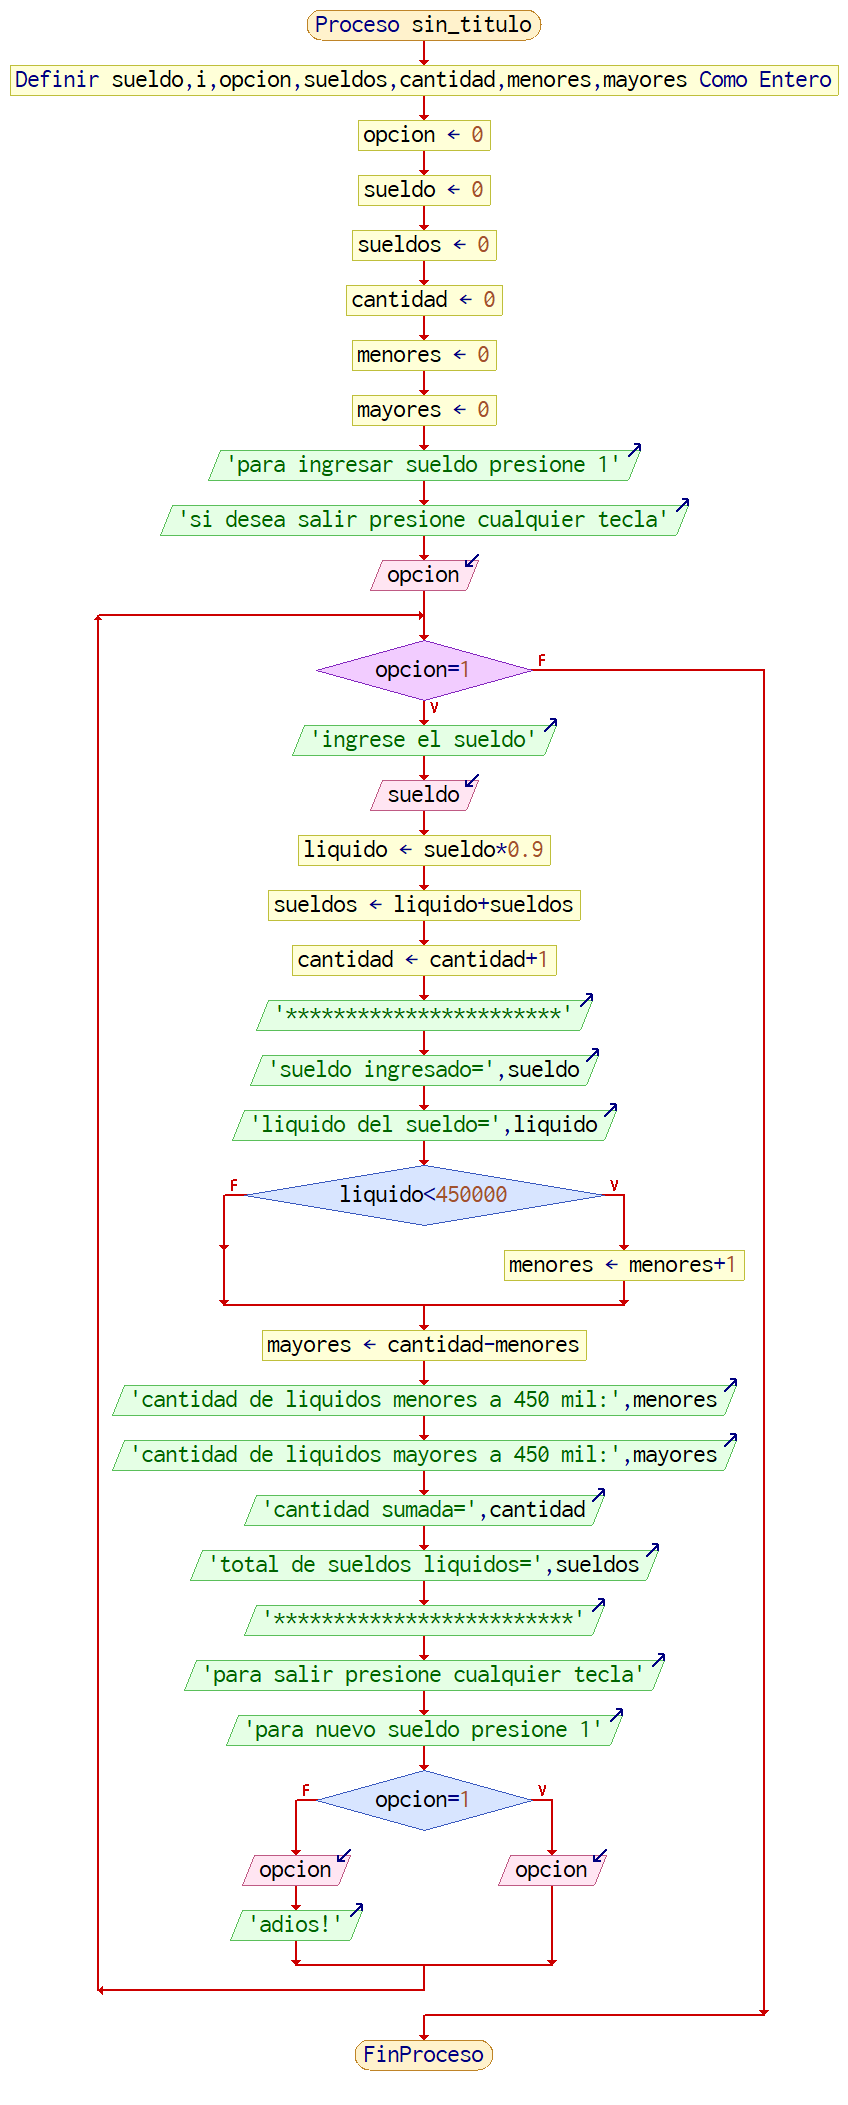 Proceso sin_titulo
Definir sueldo,i,opcion,sueldos,cantidad,menores,mayores Como Entero
opcion ← 0
sueldo ← 0
sueldos ← 0
cantidad ← 0
menores ← 0
mayores ← 0
'para ingresar sueldo presione 1'
'si desea salir presione cualquier tecla'
opcion
opcion=1
F
V
'ingrese el sueldo'
sueldo
liquido ← sueldo*0.9
sueldos ← liquido+sueldos
cantidad ← cantidad+1
'***********************'
'sueldo ingresado=',sueldo
'liquido del sueldo=',liquido
F
V
liquido<450000
menores ← menores+1
mayores ← cantidad-menores
'cantidad de liquidos menores a 450 mil:',menores
'cantidad de liquidos mayores a 450 mil:',mayores
'cantidad sumada=',cantidad
'total de sueldos liquidos=',sueldos
'*************************'
'para salir presione cualquier tecla'
'para nuevo sueldo presione 1'
F
V
opcion=1
opcion
opcion
'adios!'
FinProceso